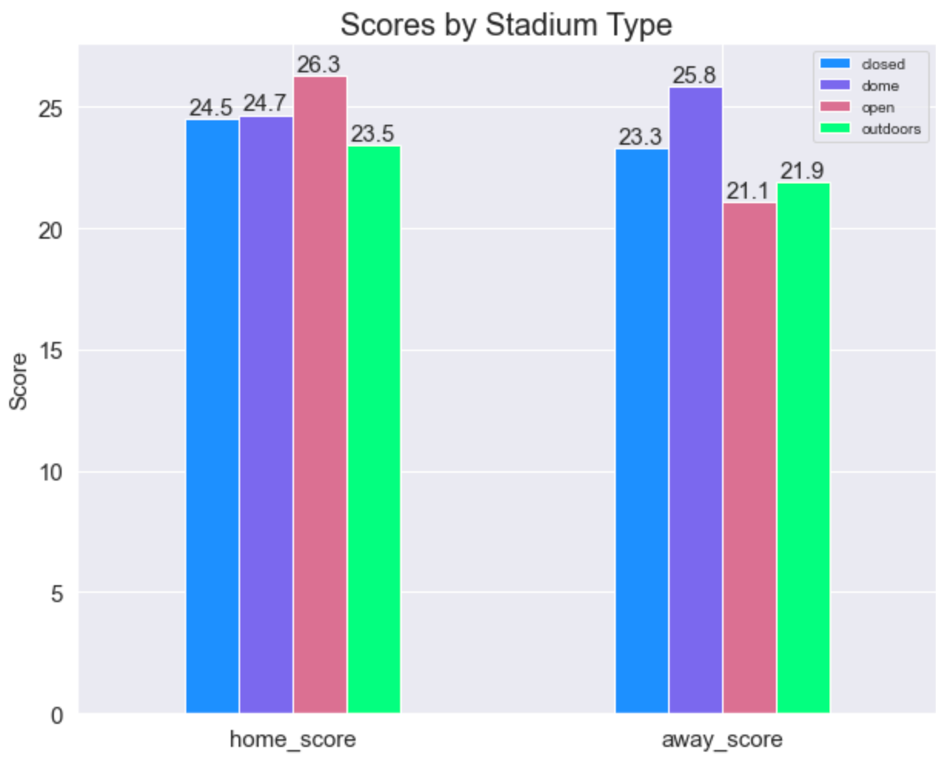 Scores by Stadium Type
closed
dome
open
outdoors
Score
25
20
15
10
5
0
24.5
24.7
26.3
23.5
23.3
25.8
21.1
21.9
home_score
away_score